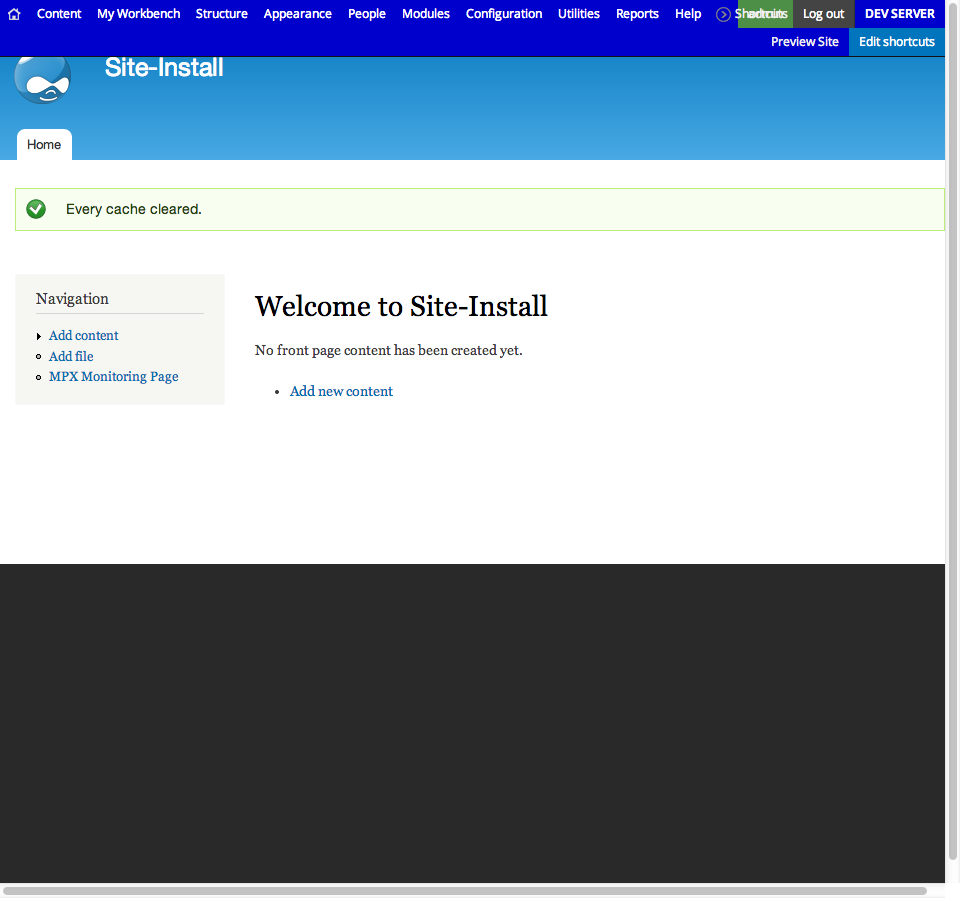 Content My Workbench Structure Appearance People Modules Configuration Utilities Reports Help Shortcuts Log out DEV SERVER
Preview Site Edit shortcuts
Site-Install
Home
Every cache cleared.
Navigation
Add content
Add file
MPX Monitoring Page
Welcome to Site-Install
No front page content has been created yet.
Add new content